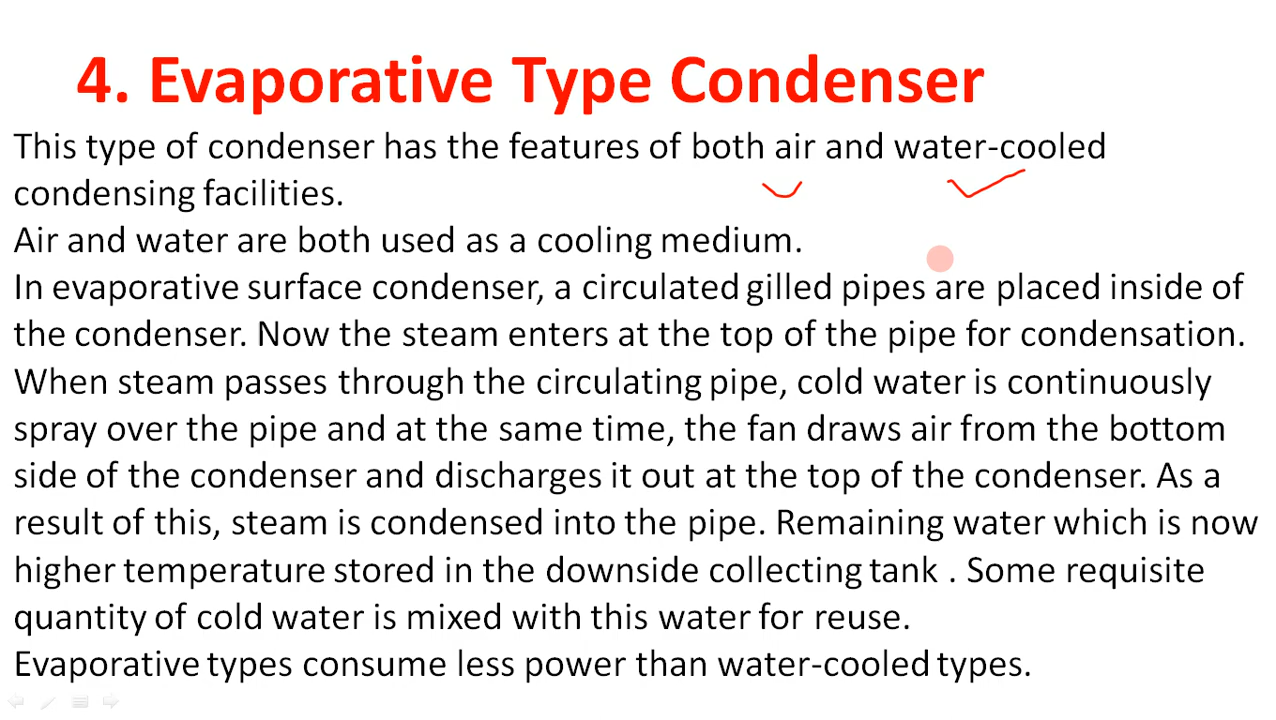 4. Evaporative Type Condenser
This type of condenser has the features of both air and water-cooled
condensing facilities.
Air and water are both used as a cooling medium.
In evaporative surface condenser, a circulated gilled pipes are placed inside of
the condenser. Now the steam enters at the top of the pipe for condensation.
When steam passes through the circulating pipe, cold water is continuously
spray over the pipe and at the same time, the fan draws air from the bottom
side of the condenser and discharges it out at the top of the condenser. As a
result of this, steam is condensed into the pipe. Remaining water which is now
higher temperature stored in the downside collecting tank . Some requisite
quantity of cold water is mixed with this water for reuse.
Evaporative types consume less power than water-cooled types.